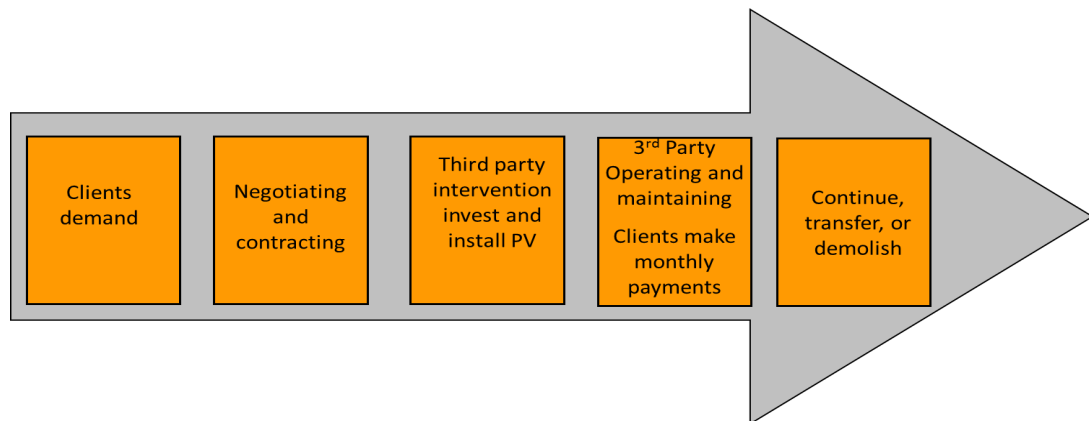 Clients
demand
Negotiating
and
contracting
Third party
intervention
invest and
install PV
3rd Party
Operating and
maintaining
Clients make
monthly
payments
Continue,
transfer, or
demolish